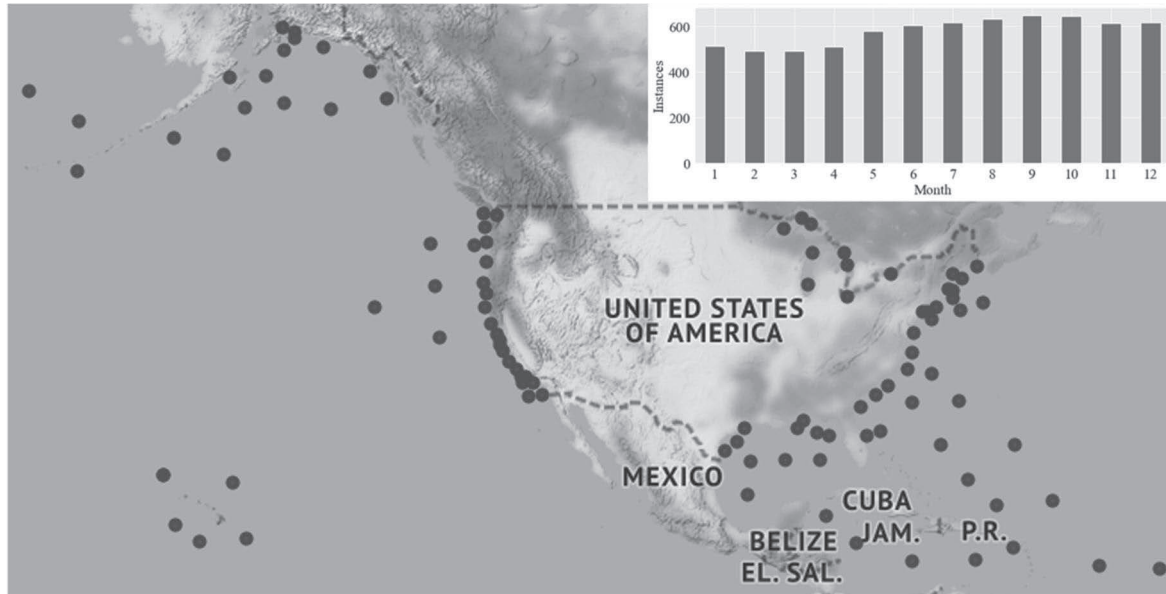 600
400
200
0
Instances
1 2 3 4 5 6 7 8 9 10 11 12
Month
UNITED STATES
OF AMERICA
MEXICO
CUBA
JAM.
P.R.
BELIZE
EL. SAL.